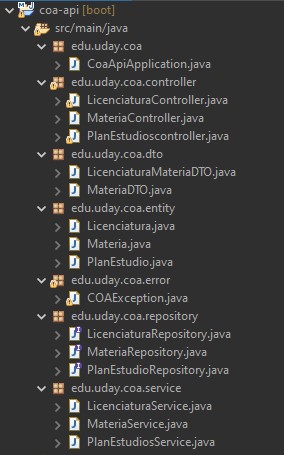 coa-api [boot]
src/main/java
edu.uday.coa
CoaApiApplication.java
edu.uday.coa.controller
LicenciaturaController.java
MateriaController.java
PlanEstudioscontroller.java
edu.uday.coa.dto
LicenciaturaMateriaDTO.java
MateriaDTO.java
edu.uday.coa.entity
Licenciatura.java
Materia.java
PlanEstudio.java
edu.uday.coa.error
COAException.java
edu.uday.coa.repository
LicenciaturaRepository.java
MateriaRepository.java
PlanEstudioRepository.java
edu.uday.coa.service
LicenciaturaService.java
MateriaService.java
PlanEstudiosService.java